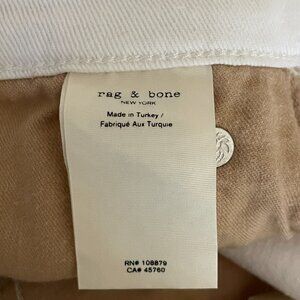 rag & bone
NEW YORK
Made in Turkey /
Fabriqué Aux Turquie
RN# 108879
CA# 45760